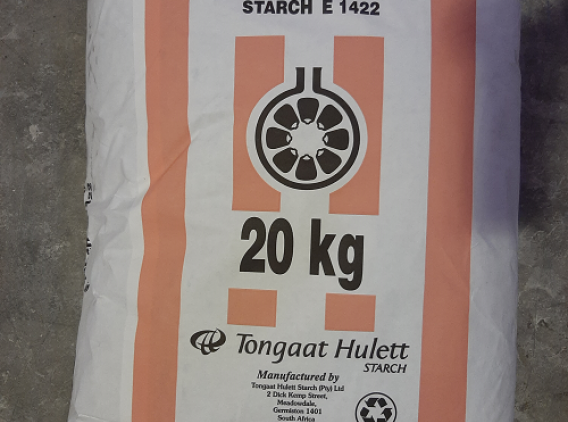 STARCH E 1422
20 kg
Tongaat Hulett
STARCH
Manufactured by
Tongaat Hulett Starch (Pty) Ltd
2 Dick Kemp Street,
Meadowdale,
Germiston 1401
South Africa